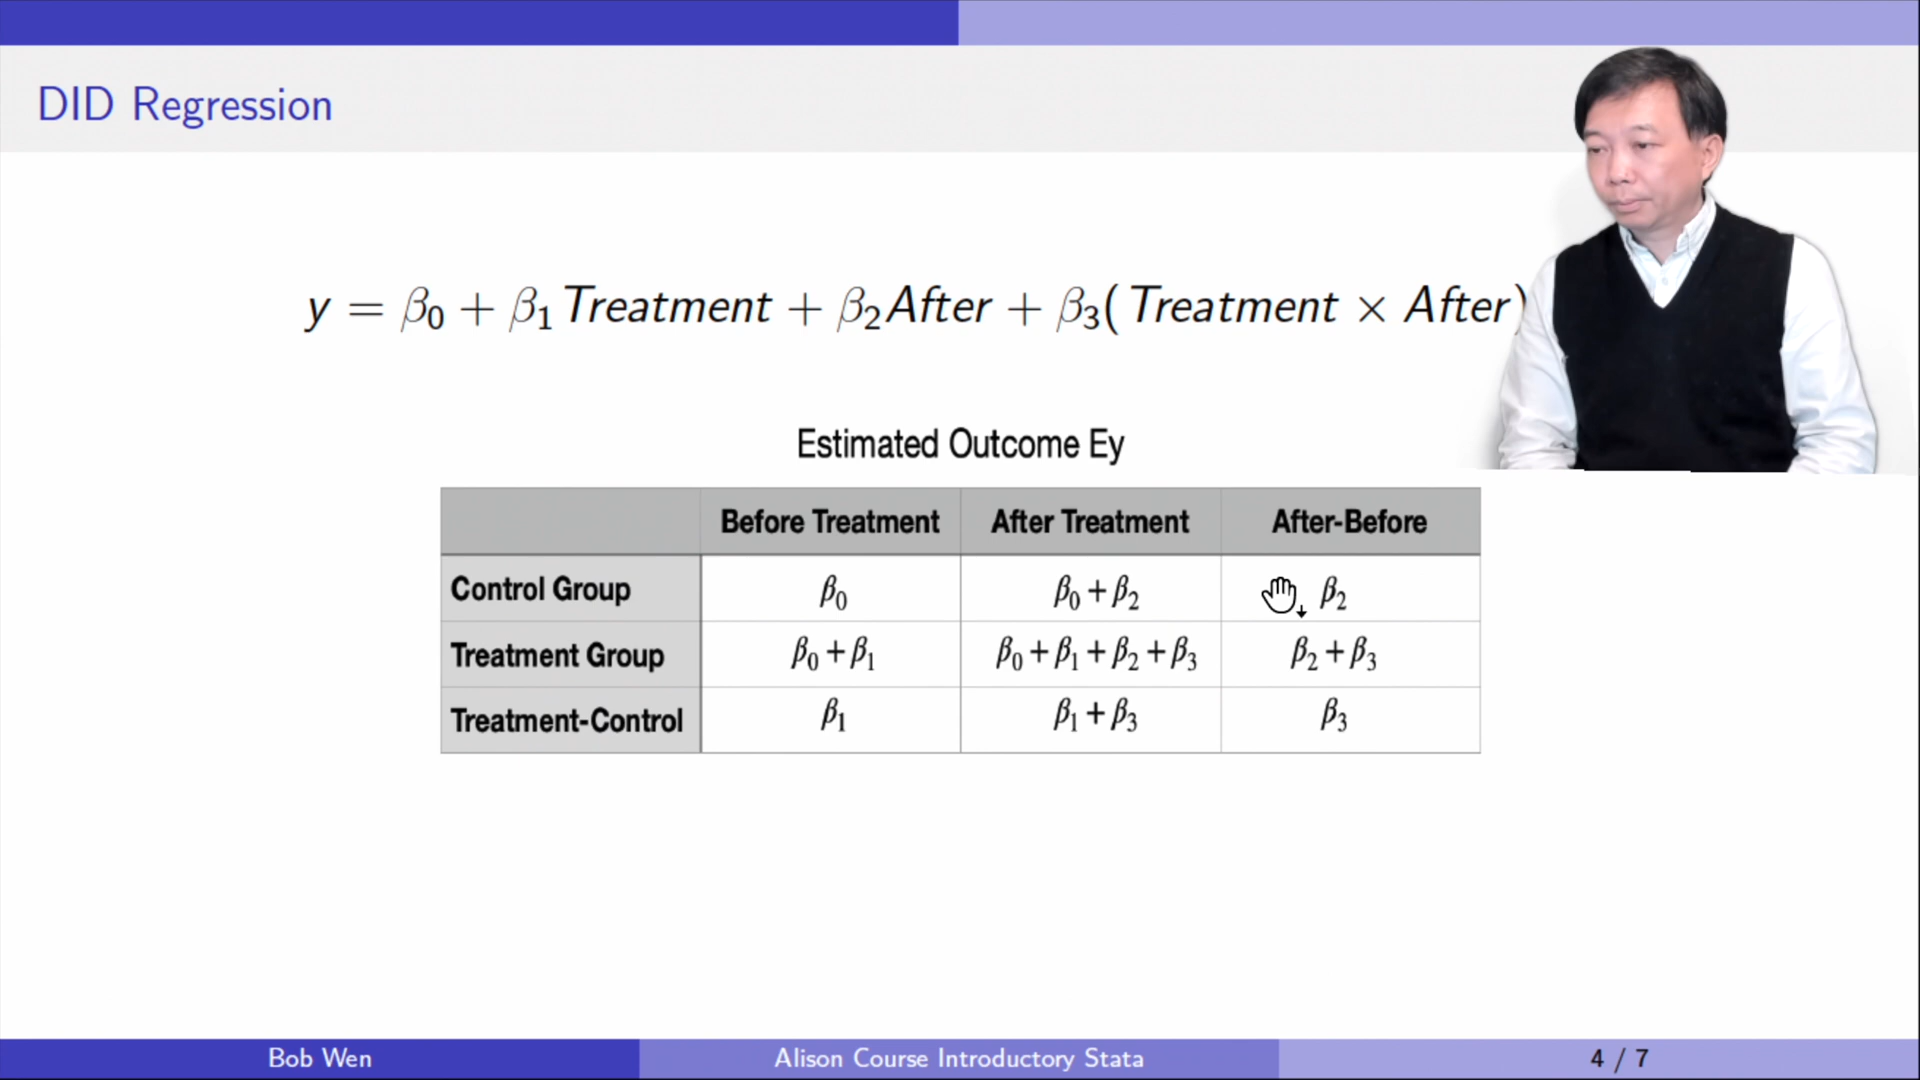 DID Regression
y = β0 + β1 Treatment + β2 After + β3( Treatment × After)
Estimated Outcome Ey
Before Treatment After Treatment After-Before
Control Group β0 β0 + β2 β2
Treatment Group β0 + β1 β0 + β1 + β2 + β3 β2 + β3
Treatment-Control β1 β1 + β3 β3
Bob Wen Alison Course Introductory Stata 4 / 7